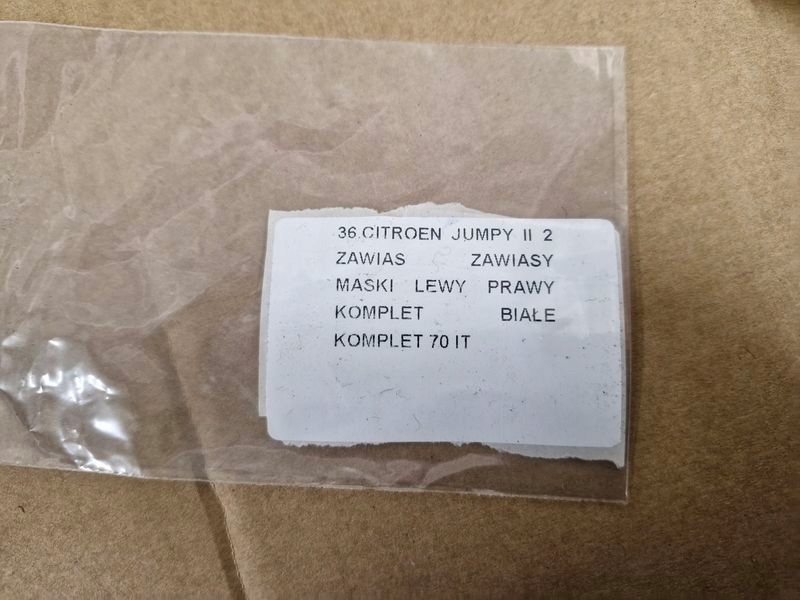 36.CITROEN JUMPY II 2
ZAWIAS ZAWIASY
MASKI LEWY PRAWY
KOMPLET BIAŁE
KOMPLET 70 IT